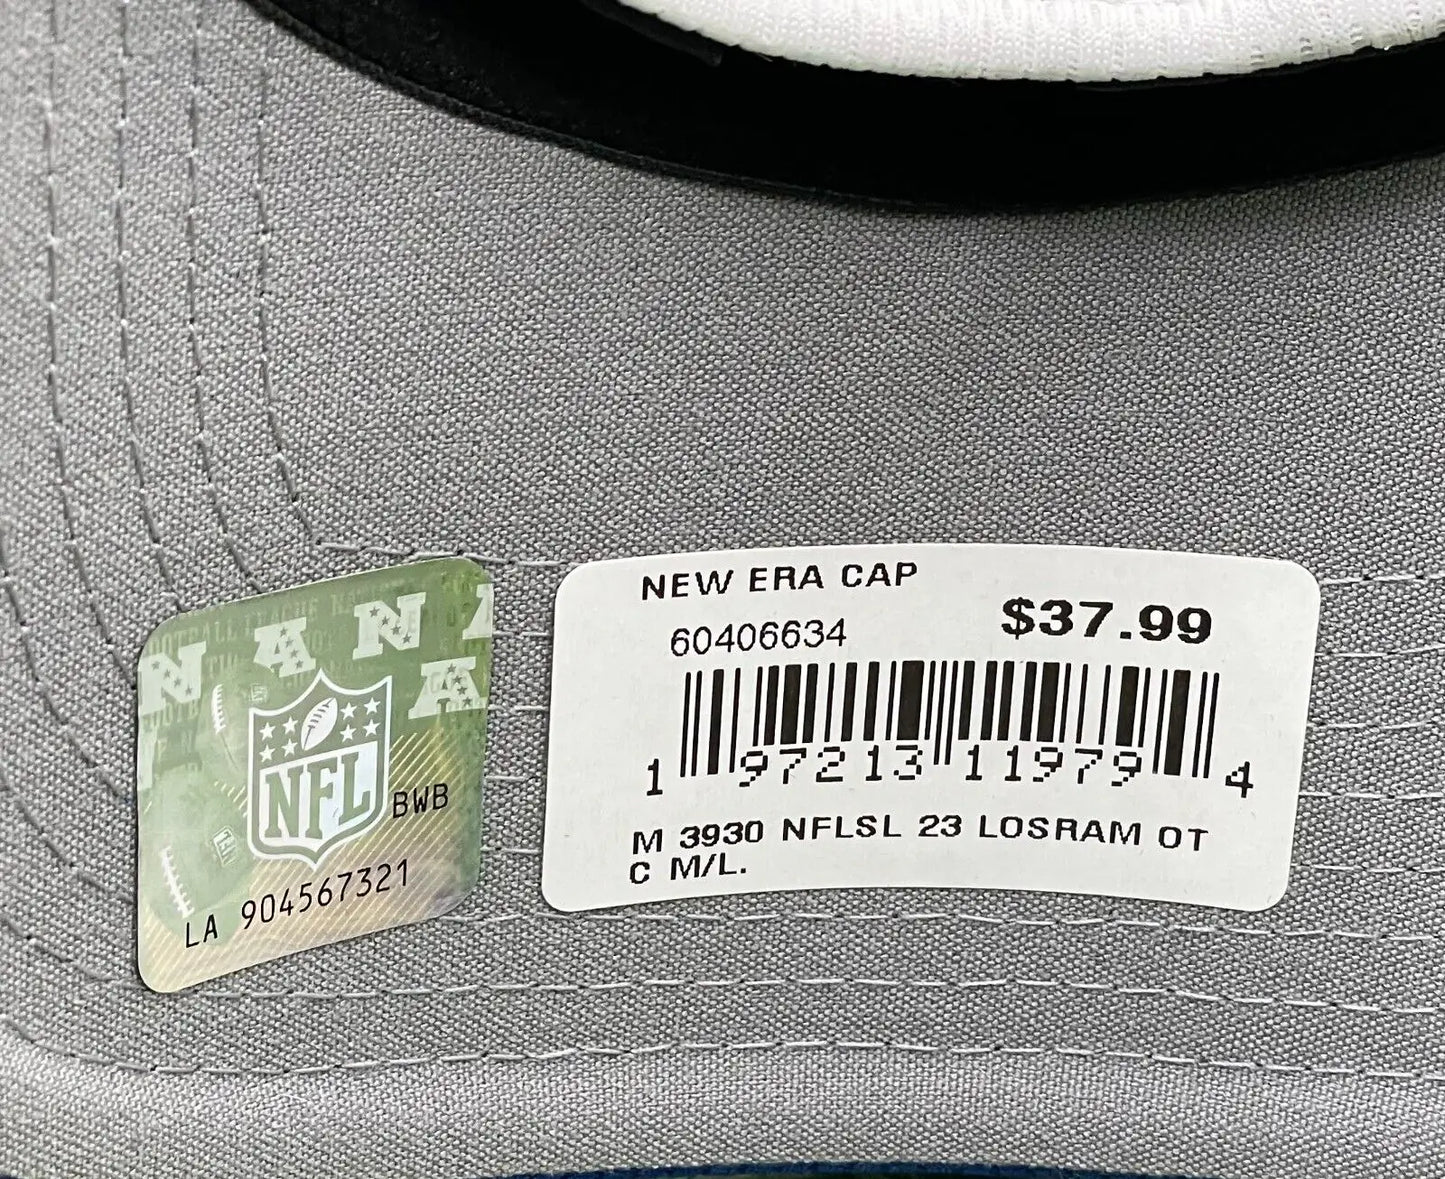 NEW ERA CAP
60406634
$37.99
1 97213 11979 4
M 3930 NFLSL 23 LOSRAM OT
C M/L.
NFL
BWB
LA 904567321